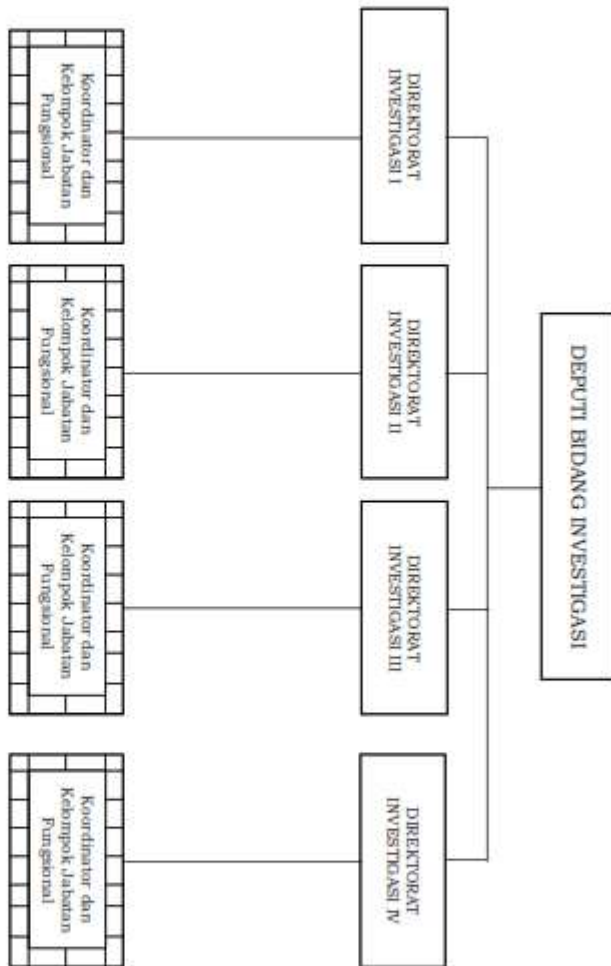 DEPUTI BIDANG INVESTIGASI
DIREKTORAT
INVESTIGASI I
DIREKTORAT
INVESTIGASI II
DIREKTORAT
INVESTIGASI III
DIREKTORAT
INVESTIGASI IV
Koordinator dan
Kelompok Jabatan
Fungsional
Koordinator dan
Kelompok Jabatan
Fungsional
Koordinator dan
Kelompok Jabatan
Fungsional
Koordinator dan
Kelompok Jabatan
Fungsional